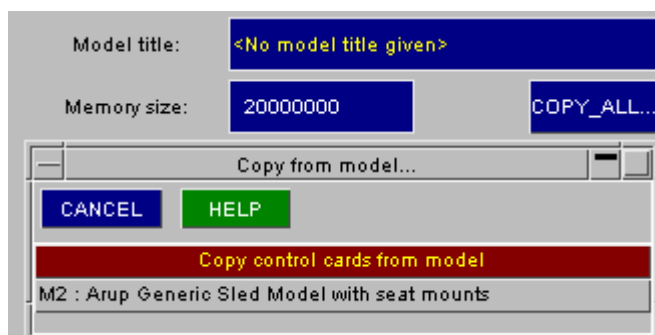 Model title: <No model title given>
Memory size: 20000000 COPY_ALL...
Copy from model...
CANCEL HELP
Copy control cards from model
M2 : Arup Generic Sled Model with seat mounts